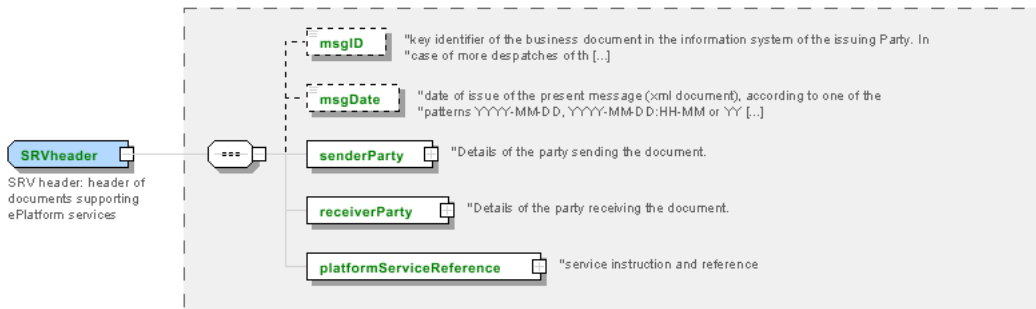 msgID
"key identifier of the business document in the information system of the issuing Party. In
"case of more despatches of th [...]
msgDate
"date of issue of the present message (xml document), according to one of the
"patterns YYYY-MM-DD, YYYY-MM-DD:HH-MM or YY [...]
SRVheader
SRV header: header of
documents supporting
ePlatform services
senderParty
"Details of the party sending the document.
receiverParty
"Details of the party receiving the document.
platformServiceReference
"service instruction and reference